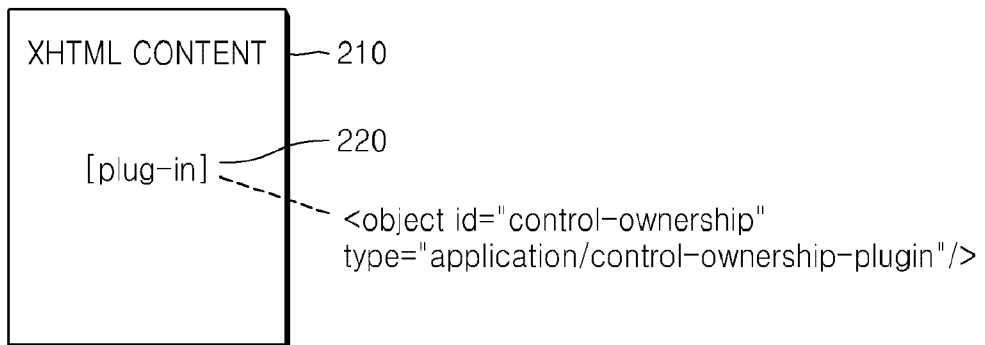 XHTML CONTENT
210
220
[plug-in]
<object id="control-ownership"
type="application/control-ownership-plugin"/>